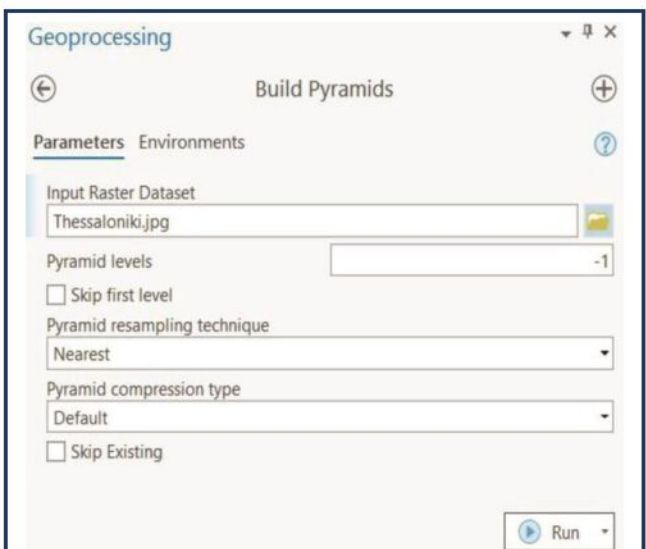 Geoprocessing
Build Pyramids
Parameters Environments
Input Raster Dataset
Thessaloniki.jpg
Pyramid levels -1
Skip first level
Pyramid resampling technique
Nearest
Pyramid compression type
Default
Skip Existing
Run